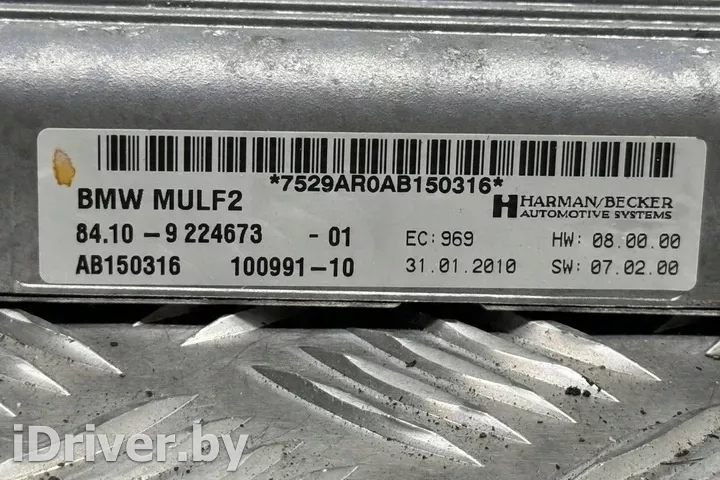 *7529AR0AB150316*
BMW MULF2
HARMAN/BECKER
AUTOMOTIVE SYSTEMS
84.10 - 9 224673 - 01 EC: 969 HW: 08.00.00
AB150316 100991-10 31.01.2010 SW: 07.02.00
iDriver.by